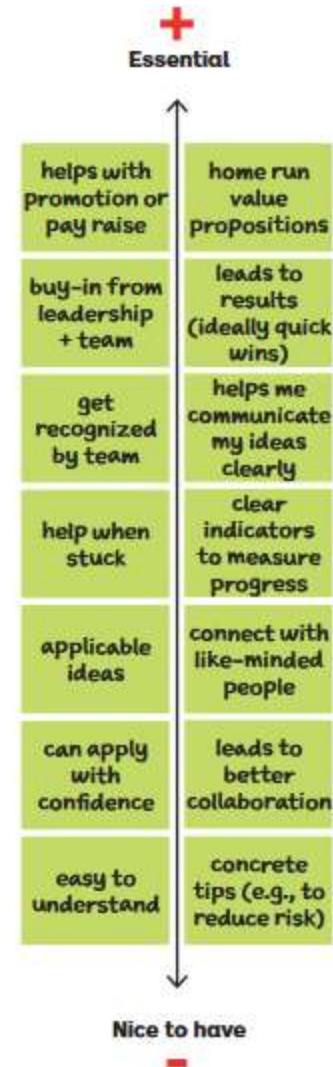 +
Essential
helps with
promotion or
pay raise
home run
value
propositions
buy-in from
leadership
+ team
leads to
results
(ideally quick
wins)
get
recognized
by team
helps me
communicate
my ideas
clearly
help when
stuck
clear
indicators
to measure
progress
applicable
ideas
connect with
like-minded
people
can apply
with
confidence
leads to
better
collaboration
easy to
understand
concrete
tips (e.g., to
reduce risk)
Nice to have
-